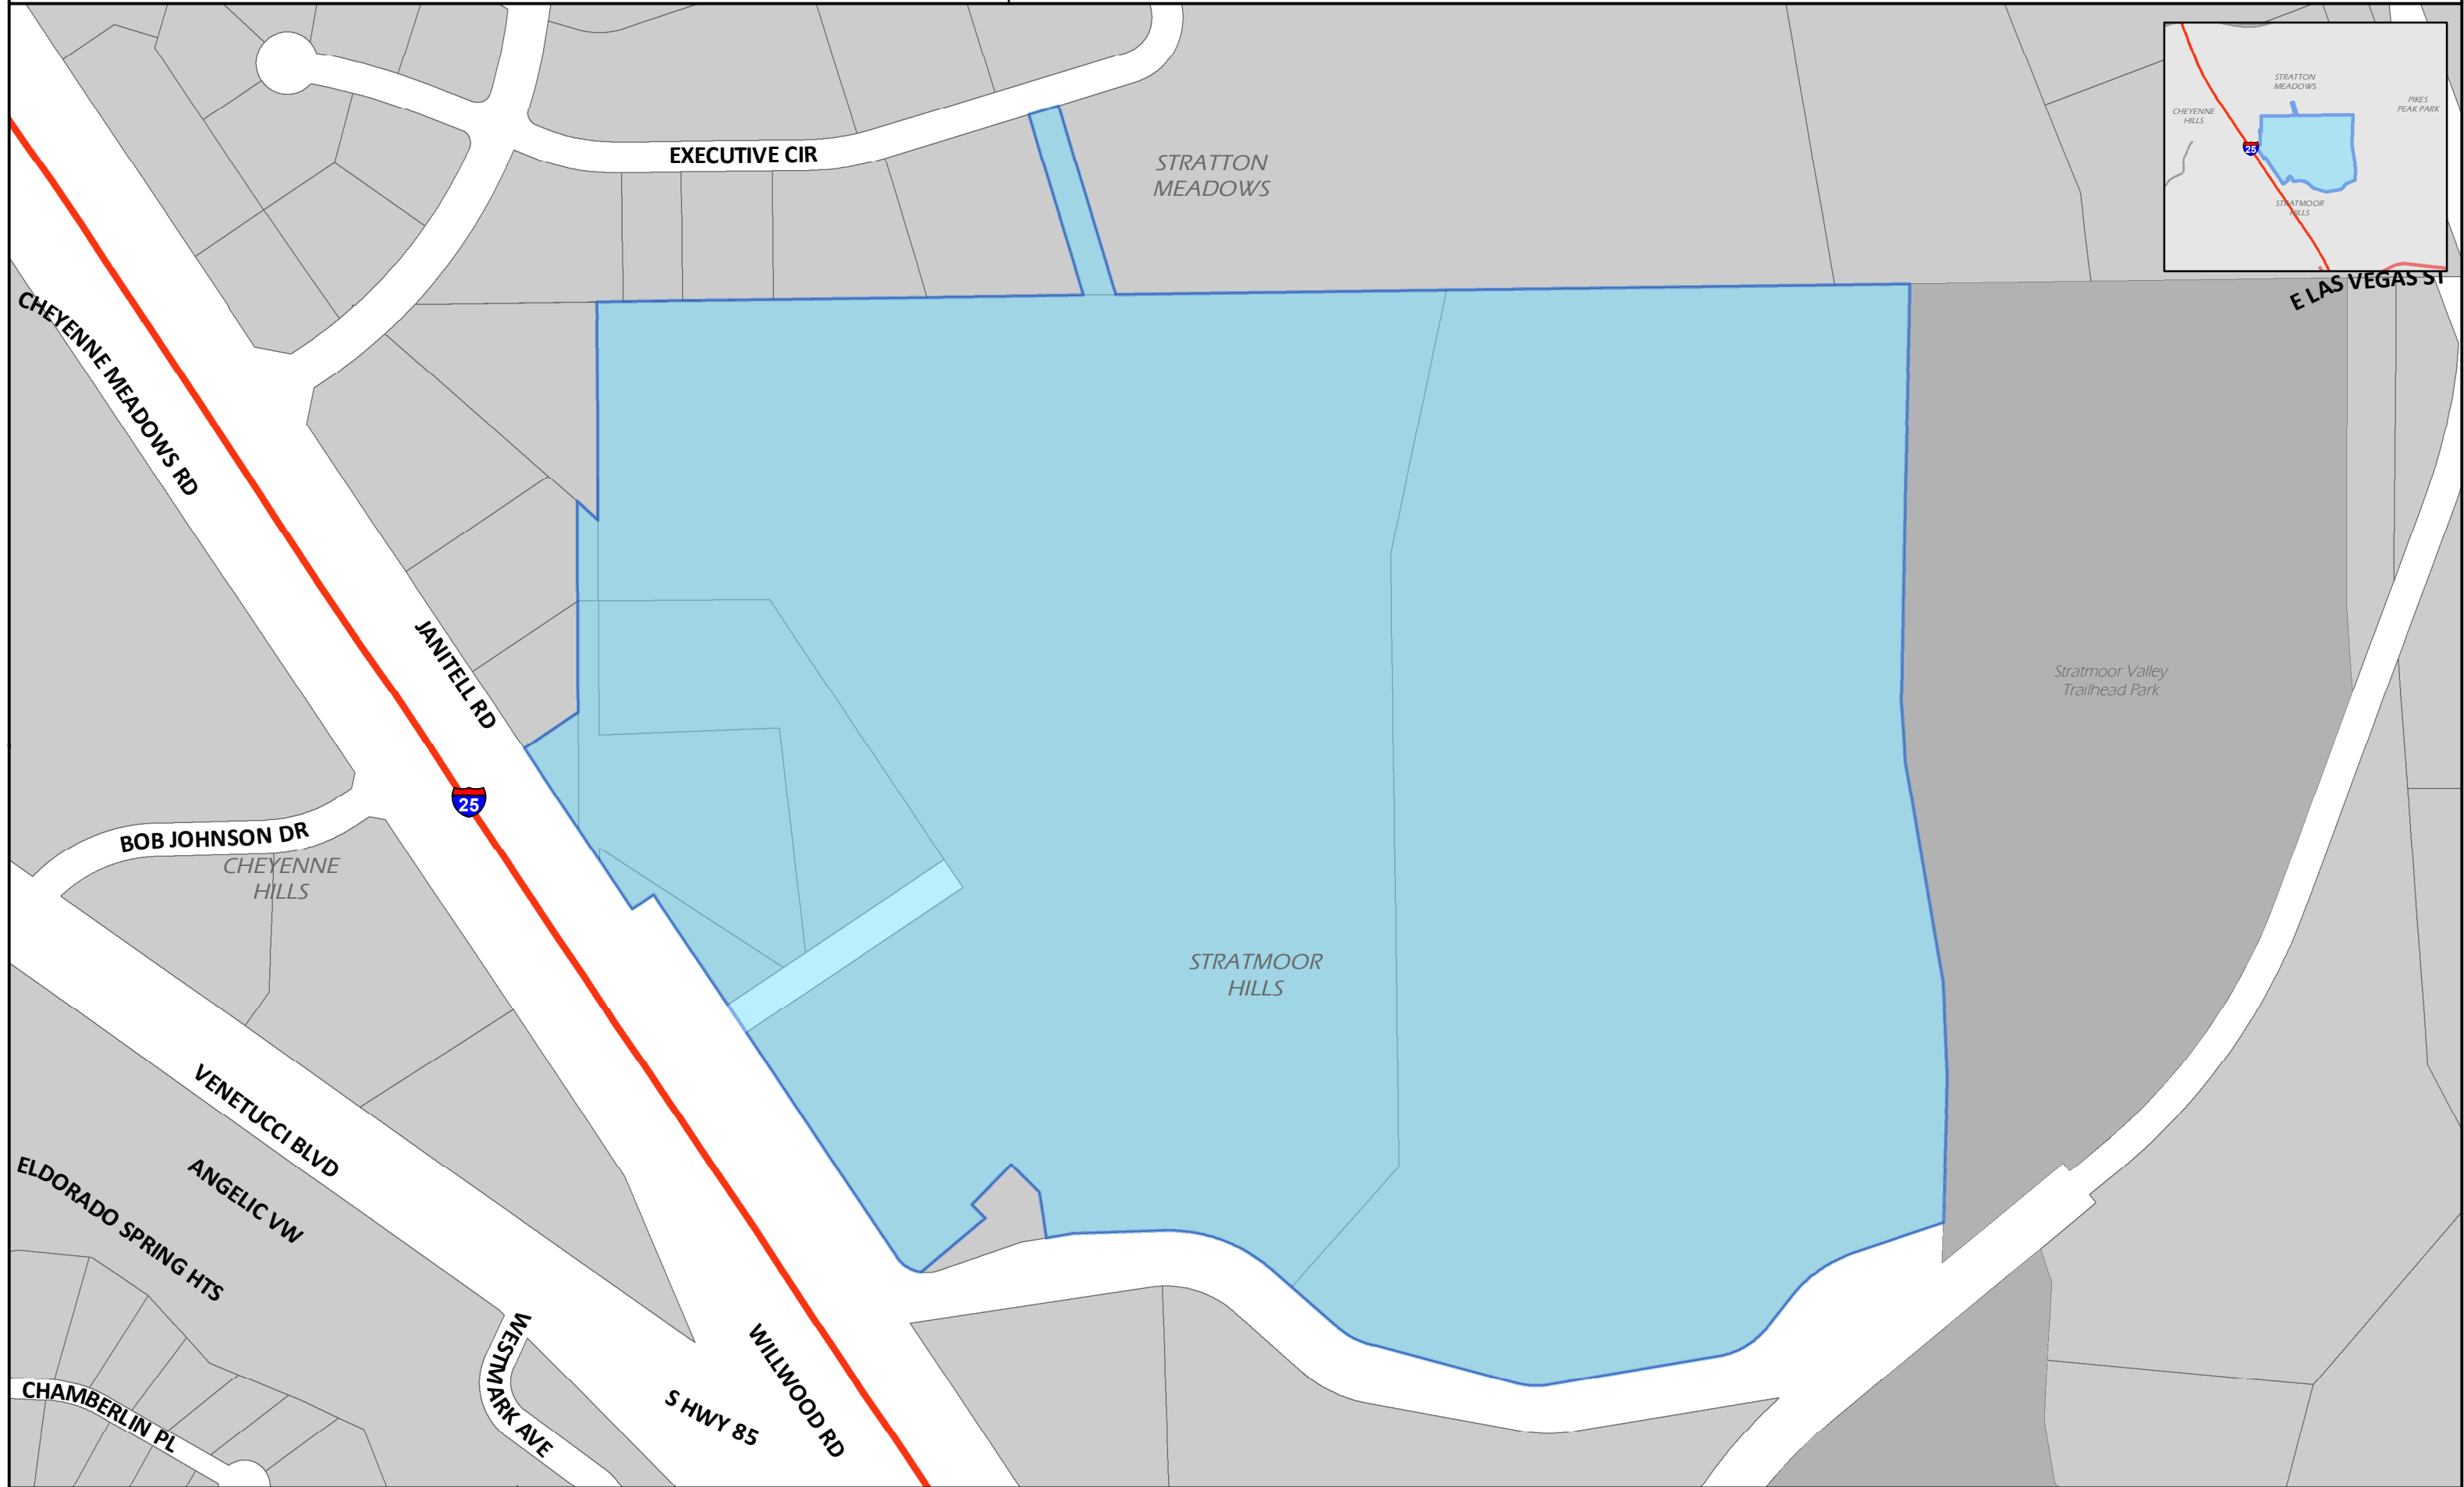 EXECUTIVE CIR
STRATTON
MEADOWS
STRATTON
MEADOWS
CHEYENNE
HILLS
PIKES
PEAK PARK
25
STRATMOOR
HILLS
E LAS VEGAS ST
CHEYENNE MEADOWS RD
JANITELL RD
Stratmoor Valley
Trailhead Park
25
BOB JOHNSON DR
CHEYENNE
HILLS
STRATMOOR
HILLS
VENETUCCI BLVD
ANGELIC VW
ELDORADO SPRING HTS
WESTMARK AVE
WILLWOOD RD
S HWY 85
CHAMBERLIN PL